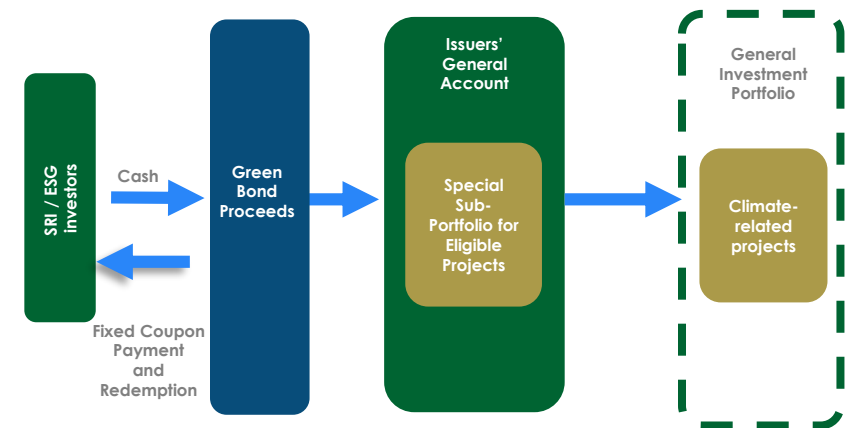 SRI / ESG
investors
Cash
Fixed Coupon
Payment
and
Redemption
Green
Bond
Proceeds
Issuers’
General
Account
Special
Sub-
Portfolio for
Eligible
Projects
General
Investment
Portfolio
Climate-
related
projects